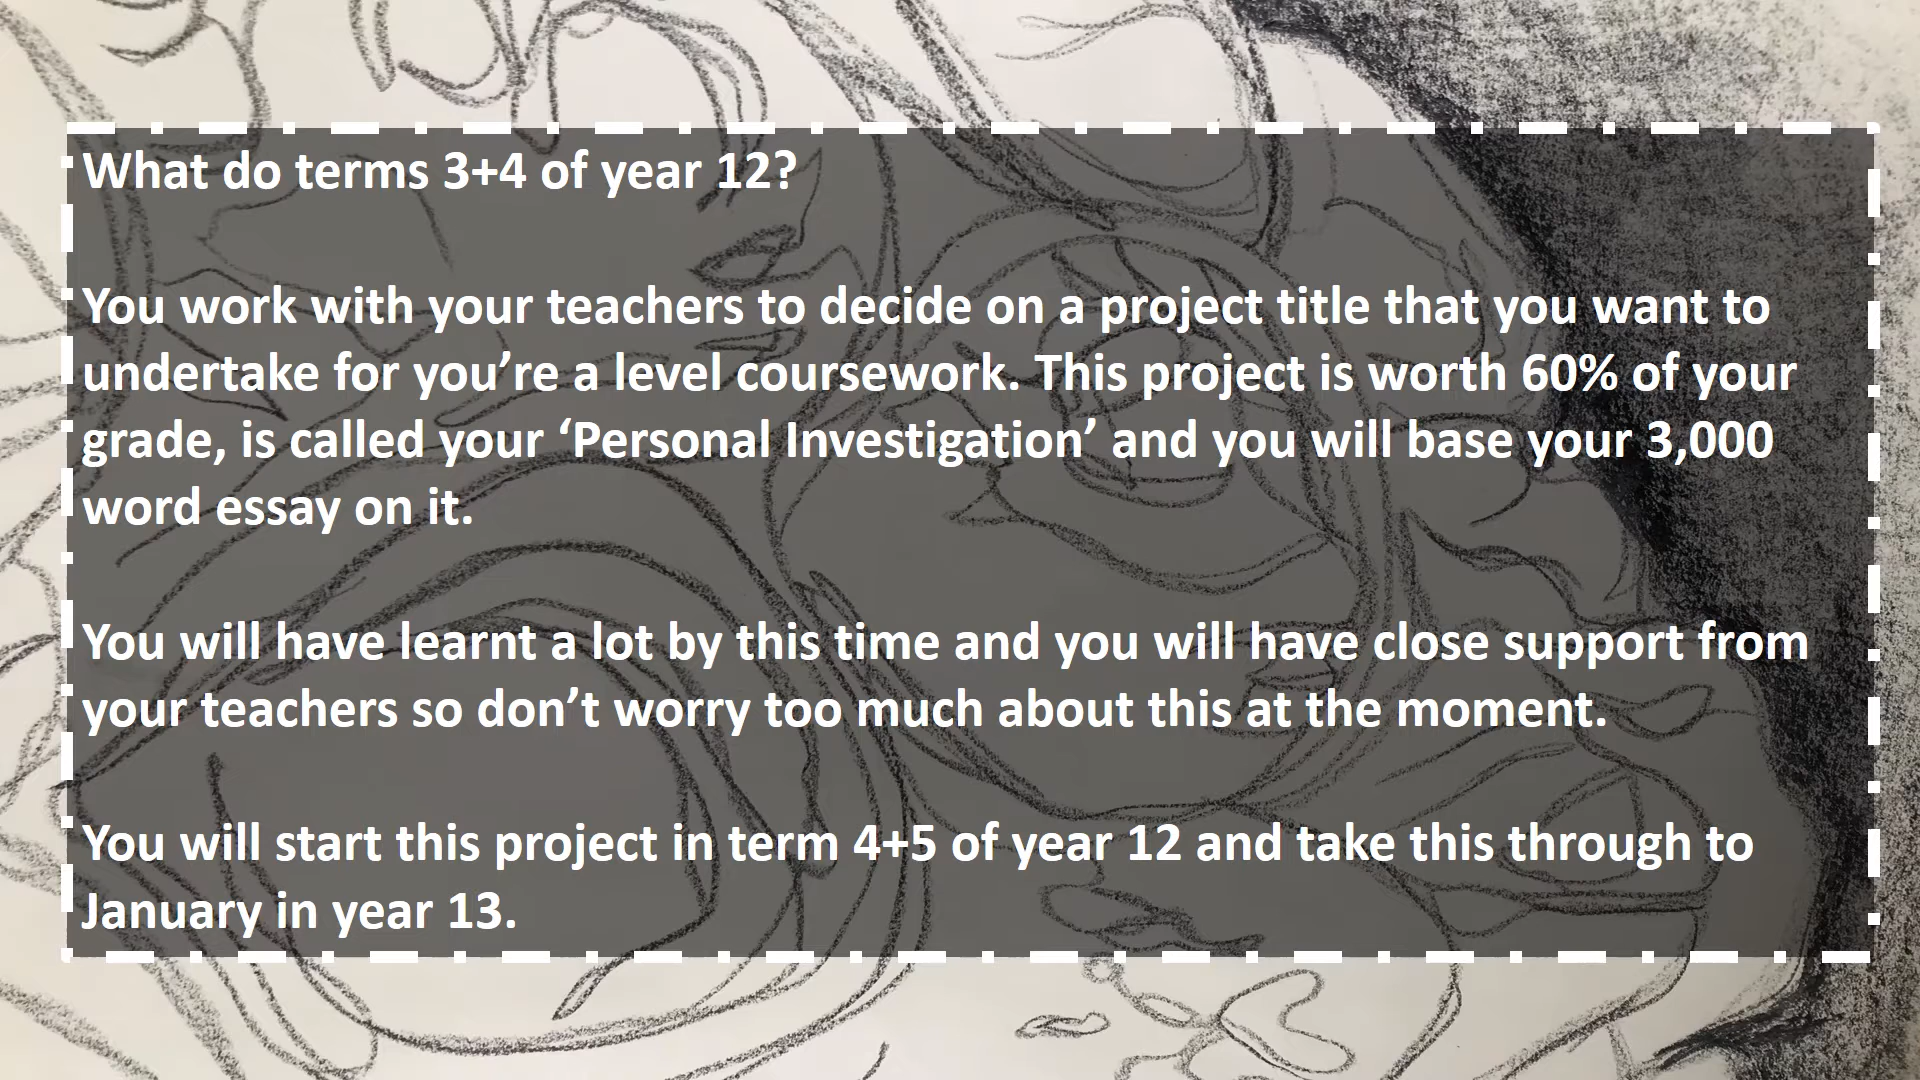 What do terms 3+4 of year 12?
You work with your teachers to decide on a project title that you want to
undertake for you’re a level coursework. This project is worth 60% of your
grade, is called your ‘Personal Investigation’ and you will base your 3,000
word essay on it.
You will have learnt a lot by this time and you will have close support from
your teachers so don’t worry too much about this at the moment.
You will start this project in term 4+5 of year 12 and take this through to
January in year 13.